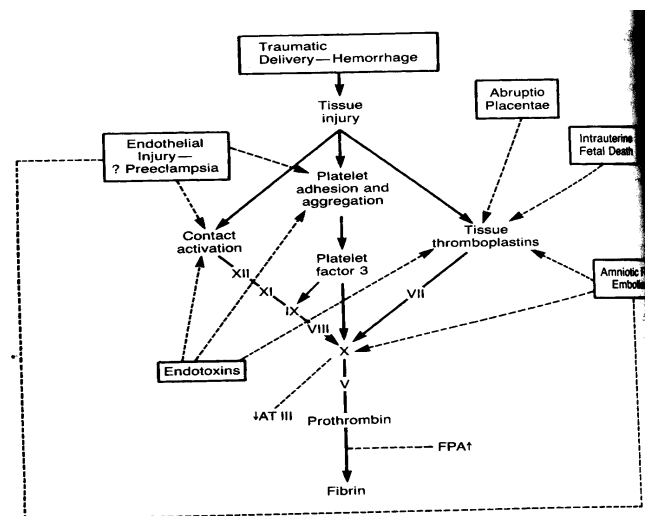 Traumatic
Delivery—Hemorrhage
Tissue
injury
Abruptio
Placentae
Endothelial
Injury—
? Preeclampsia
Intrauterine
Fetal Death
Platelet
adhesion and
aggregation
Contact
activation
Tissue
thromboplastins
Platelet
factor 3
XII
XI
IX
VIII
VII
Amniotic
Endotoxins
X
V
↓AT III
Prothrombin
FPA↑
Fibrin